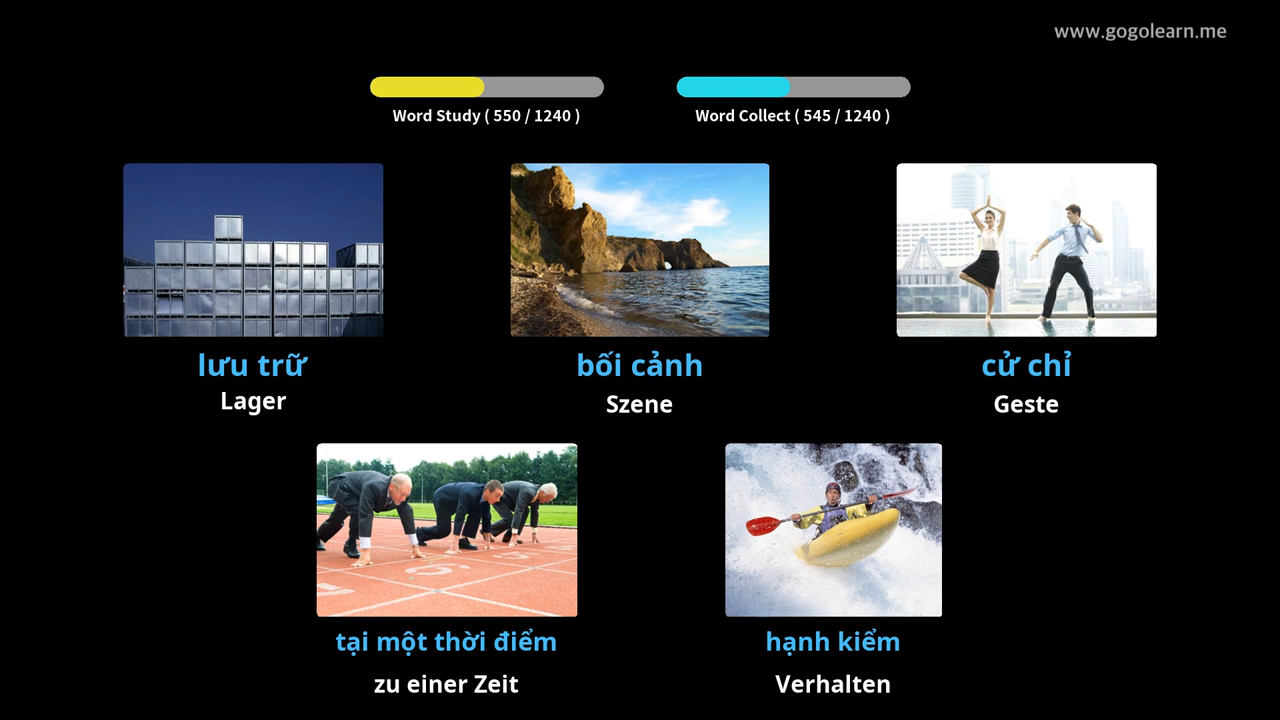 www.gogolearn.me
Word Study ( 550 / 1240 )
Word Collect ( 545 / 1240 )
lưu trữ
Lager
bối cảnh
Szene
cử chỉ
Geste
tại một thời điểm
zu einer Zeit
hạnh kiểm
Verhalten